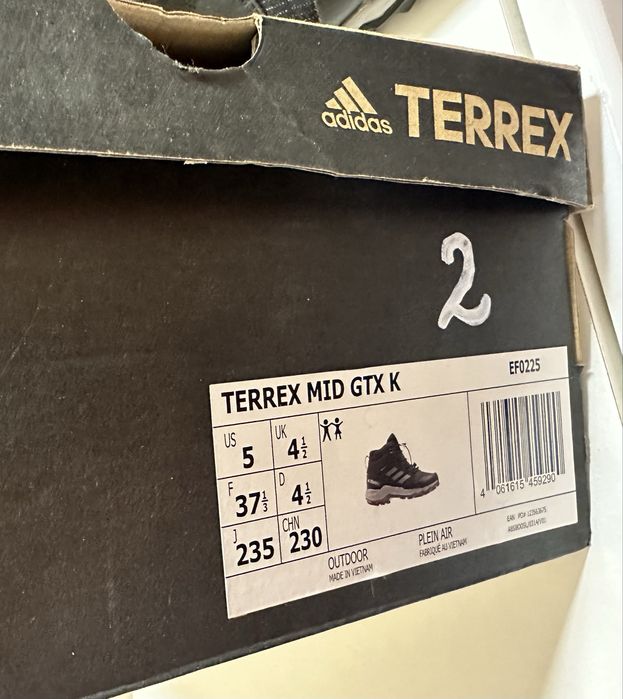 adidas TERREX
2
TERREX MID GTX K
EF0225
US 5
UK 4½
F 37⅓
D 4½
J 235
CHN 230
4 061615 459290
OUTDOOR
MADE IN VIETNAM
PLEIN AIR
FABRIQUÉ AU VIETNAM